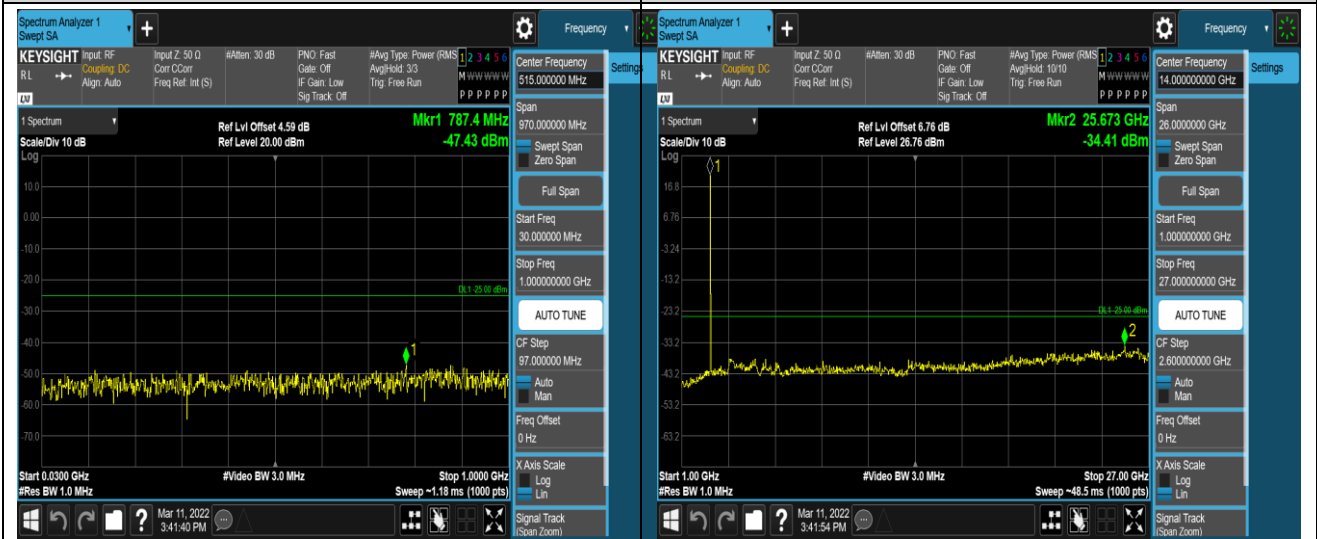 Spectrum Analyzer 1
Swept SA
+
Frequency
KEYSIGHT
RL
LXI
Input: RF
Coupling: DC
Align: Auto
Input Z: 50 Ω
Corr CCorr
Freq Ref: Int (S)
#Atten: 30 dB
PNO: Fast
Gate: Off
IF Gain: Low
Sig Track: Off
#Avg Type: Power (RMS
Avg|Hold: 3/3
Trig: Free Run
1 2 3 4 5 6
M W W W W W
P P P P P P
Center Frequency
515.000000 MHz
Settings
1 Spectrum
Scale/Div 10 dB
Log
Ref Lvl Offset 4.59 dB
Ref Level 20.00 dBm
Mkr1 787.4 MHz
-47.43 dBm
10.0
0.00
-10.0
-20.0
-30.0
-40.0
-50.0
-60.0
-70.0
DL1 -25.00 dBm
1
Start 0.0300 GHz
#Res BW 1.0 MHz
#Video BW 3.0 MHz
Stop 1.0000 GHz
Sweep ~1.18 ms (1000 pts)
Span
970.000000 MHz
Swept Span
Zero Span
Full Span
Start Freq
30.000000 MHz
Stop Freq
1.000000000 GHz
AUTO TUNE
CF Step
97.000000 MHz
Auto
Man
Freq Offset
0 Hz
X Axis Scale
Log
Lin
Signal Track
(Span Zoom)
?
Mar 11, 2022
3:41:40 PM
Spectrum Analyzer 1
Swept SA
+
Frequency
KEYSIGHT
RL
LXI
Input: RF
Coupling: DC
Align: Auto
Input Z: 50 Ω
Corr CCorr
Freq Ref: Int (S)
#Atten: 30 dB
PNO: Fast
Gate: Off
IF Gain: Low
Sig Track: Off
#Avg Type: Power (RMS
Avg|Hold: 10/10
Trig: Free Run
1 2 3 4 5 6
M W W W W W
P P P P P P
Center Frequency
14.000000000 GHz
Settings
1 Spectrum
Scale/Div 10 dB
Log
Ref Lvl Offset 6.76 dB
Ref Level 26.76 dBm
Mkr2 25.673 GHz
-34.41 dBm
1
16.8
6.76
-3.24
-13.2
-23.2
-33.2
-43.2
-53.2
-63.2
DL1 -25.00 dBm
2
Start 1.00 GHz
#Res BW 1.0 MHz
#Video BW 3.0 MHz
Stop 27.00 GHz
Sweep ~48.5 ms (1000 pts)
Span
26.0000000 GHz
Swept Span
Zero Span
Full Span
Start Freq
1.000000000 GHz
Stop Freq
27.000000000 GHz
AUTO TUNE
CF Step
2.600000000 GHz
Auto
Man
Freq Offset
0 Hz
X Axis Scale
Log
Lin
Signal Track
(Span Zoom)
?
Mar 11, 2022
3:41:54 PM